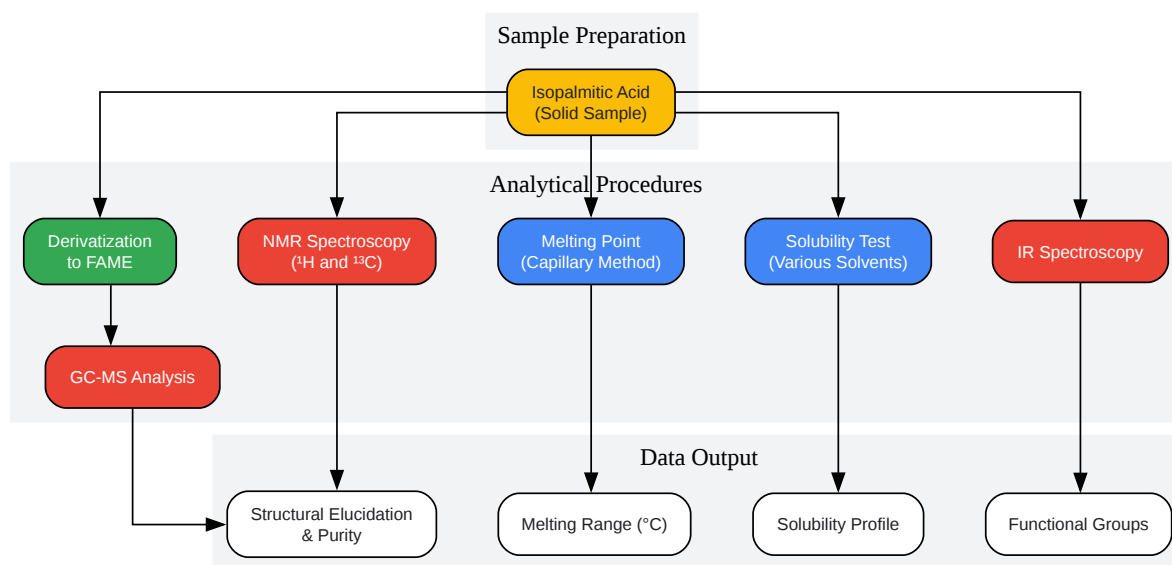 Sample Preparation
Isopalmitic Acid
(Solid Sample)
Analytical Procedures
Derivatization
to FAME
NMR Spectroscopy
(¹H and ¹³C)
Melting Point
(Capillary Method)
Solubility Test
(Various Solvents)
IR Spectroscopy
GC-MS Analysis
Data Output
Structural Elucidation
& Purity
Melting Range (°C)
Solubility Profile
Functional Groups